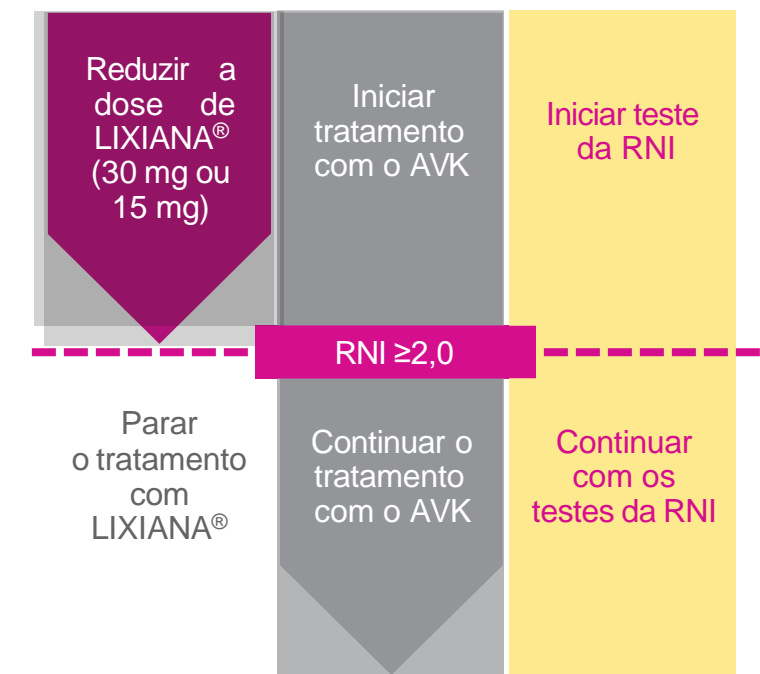 Reduzir a
dose de
LIXIANA®
(30 mg ou
15 mg)
Iniciar
tratamento
com o AVK
Iniciar teste
da RNI
RNI ≥2,0
Parar
o tratamento
com
LIXIANA®
Continuar o
tratamento
com o AVK
Continuar
com os
testes da RNI